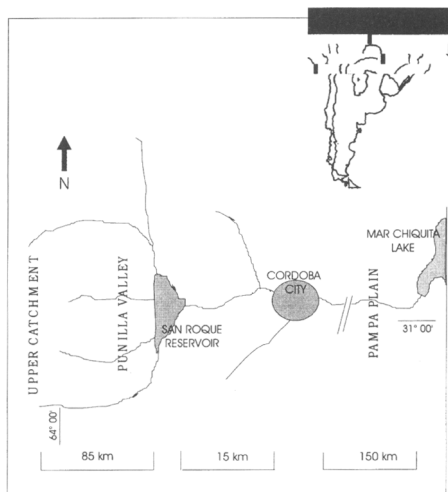 N
MAR CHIQUITA
LAKE
CORDOBA
CITY
UPPER CATCHMENT
PUNILLA VALLEY
SAN ROQUE
RESERVOIR
PAMPA PLAIN
31° 00'
64° 00'
85 km
15 km
150 km